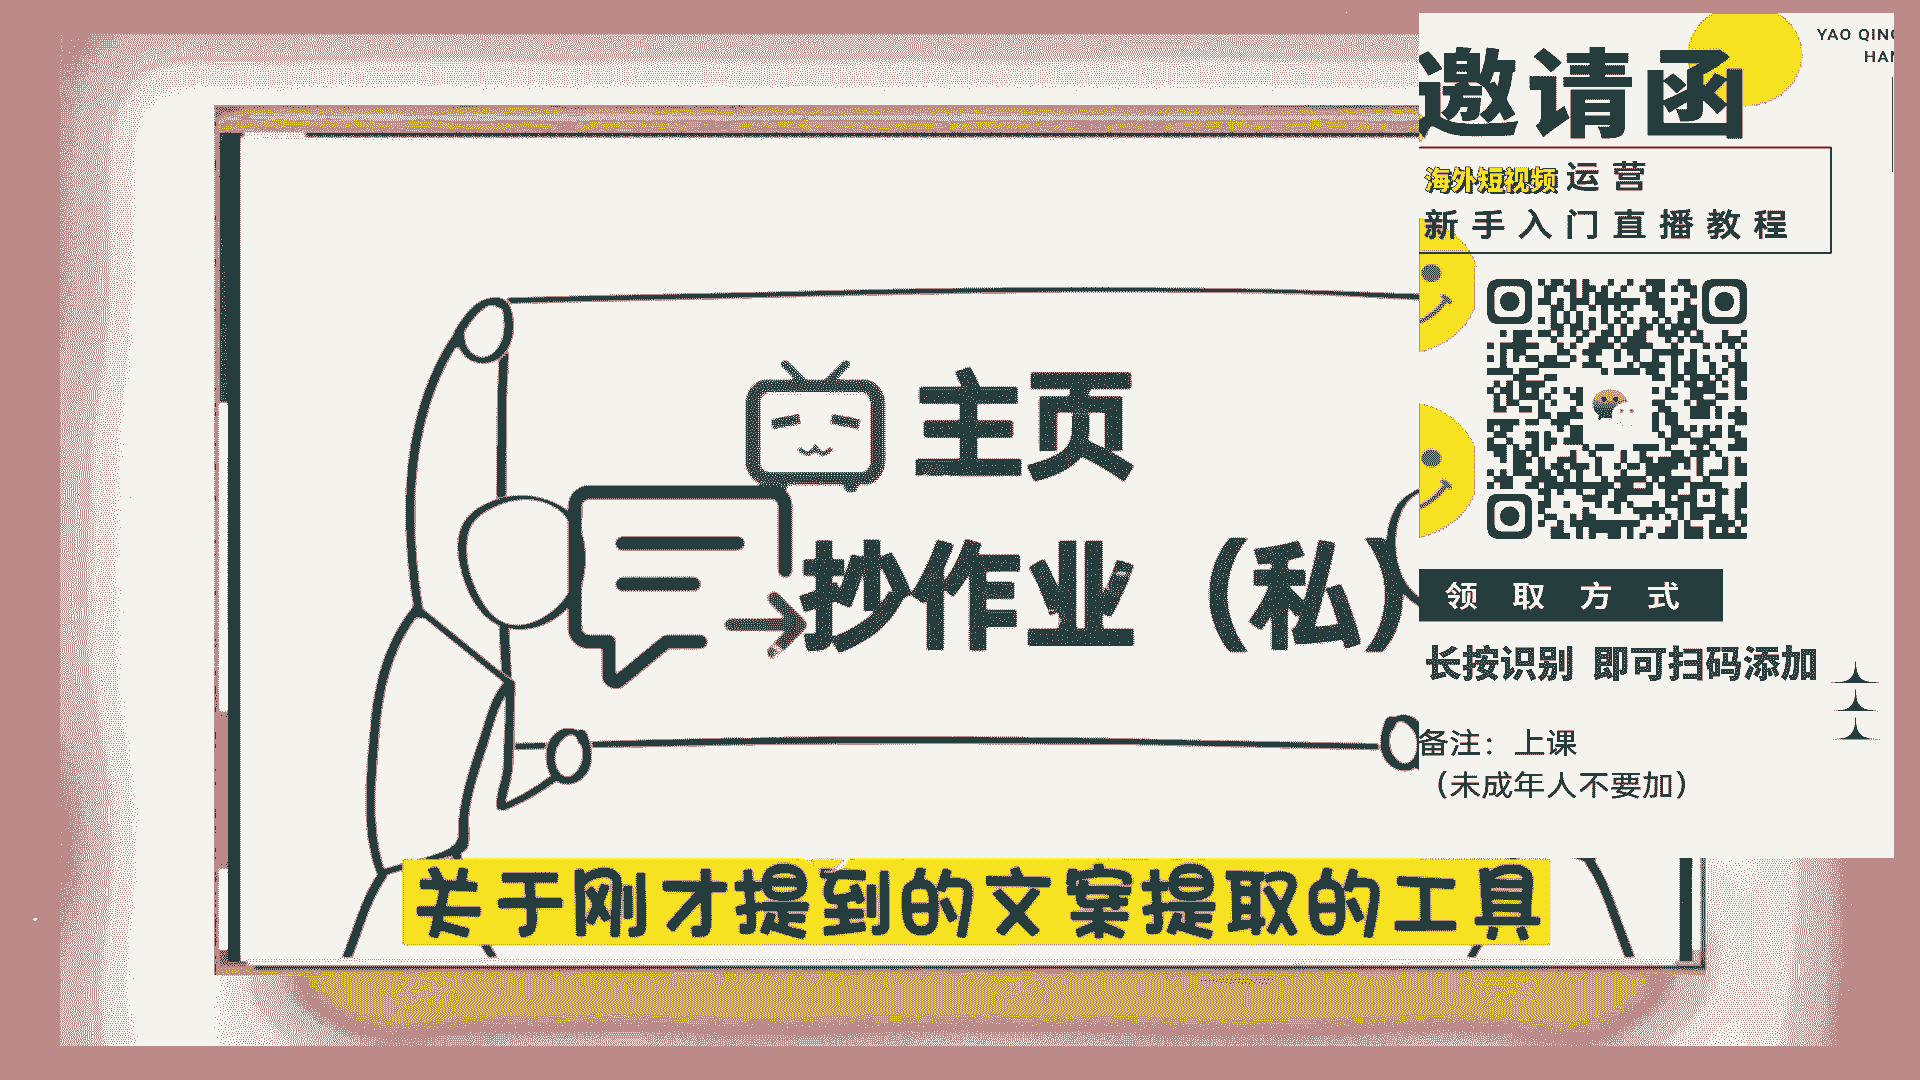 主页
抄作业（私）
关于刚才提到的文案提取的工具
YAO QING
HAN
邀请函
海外短视频运营
新手入门直播教程
领取方式
长按识别 即可扫码添加
备注：上课
（未成年人不要加）